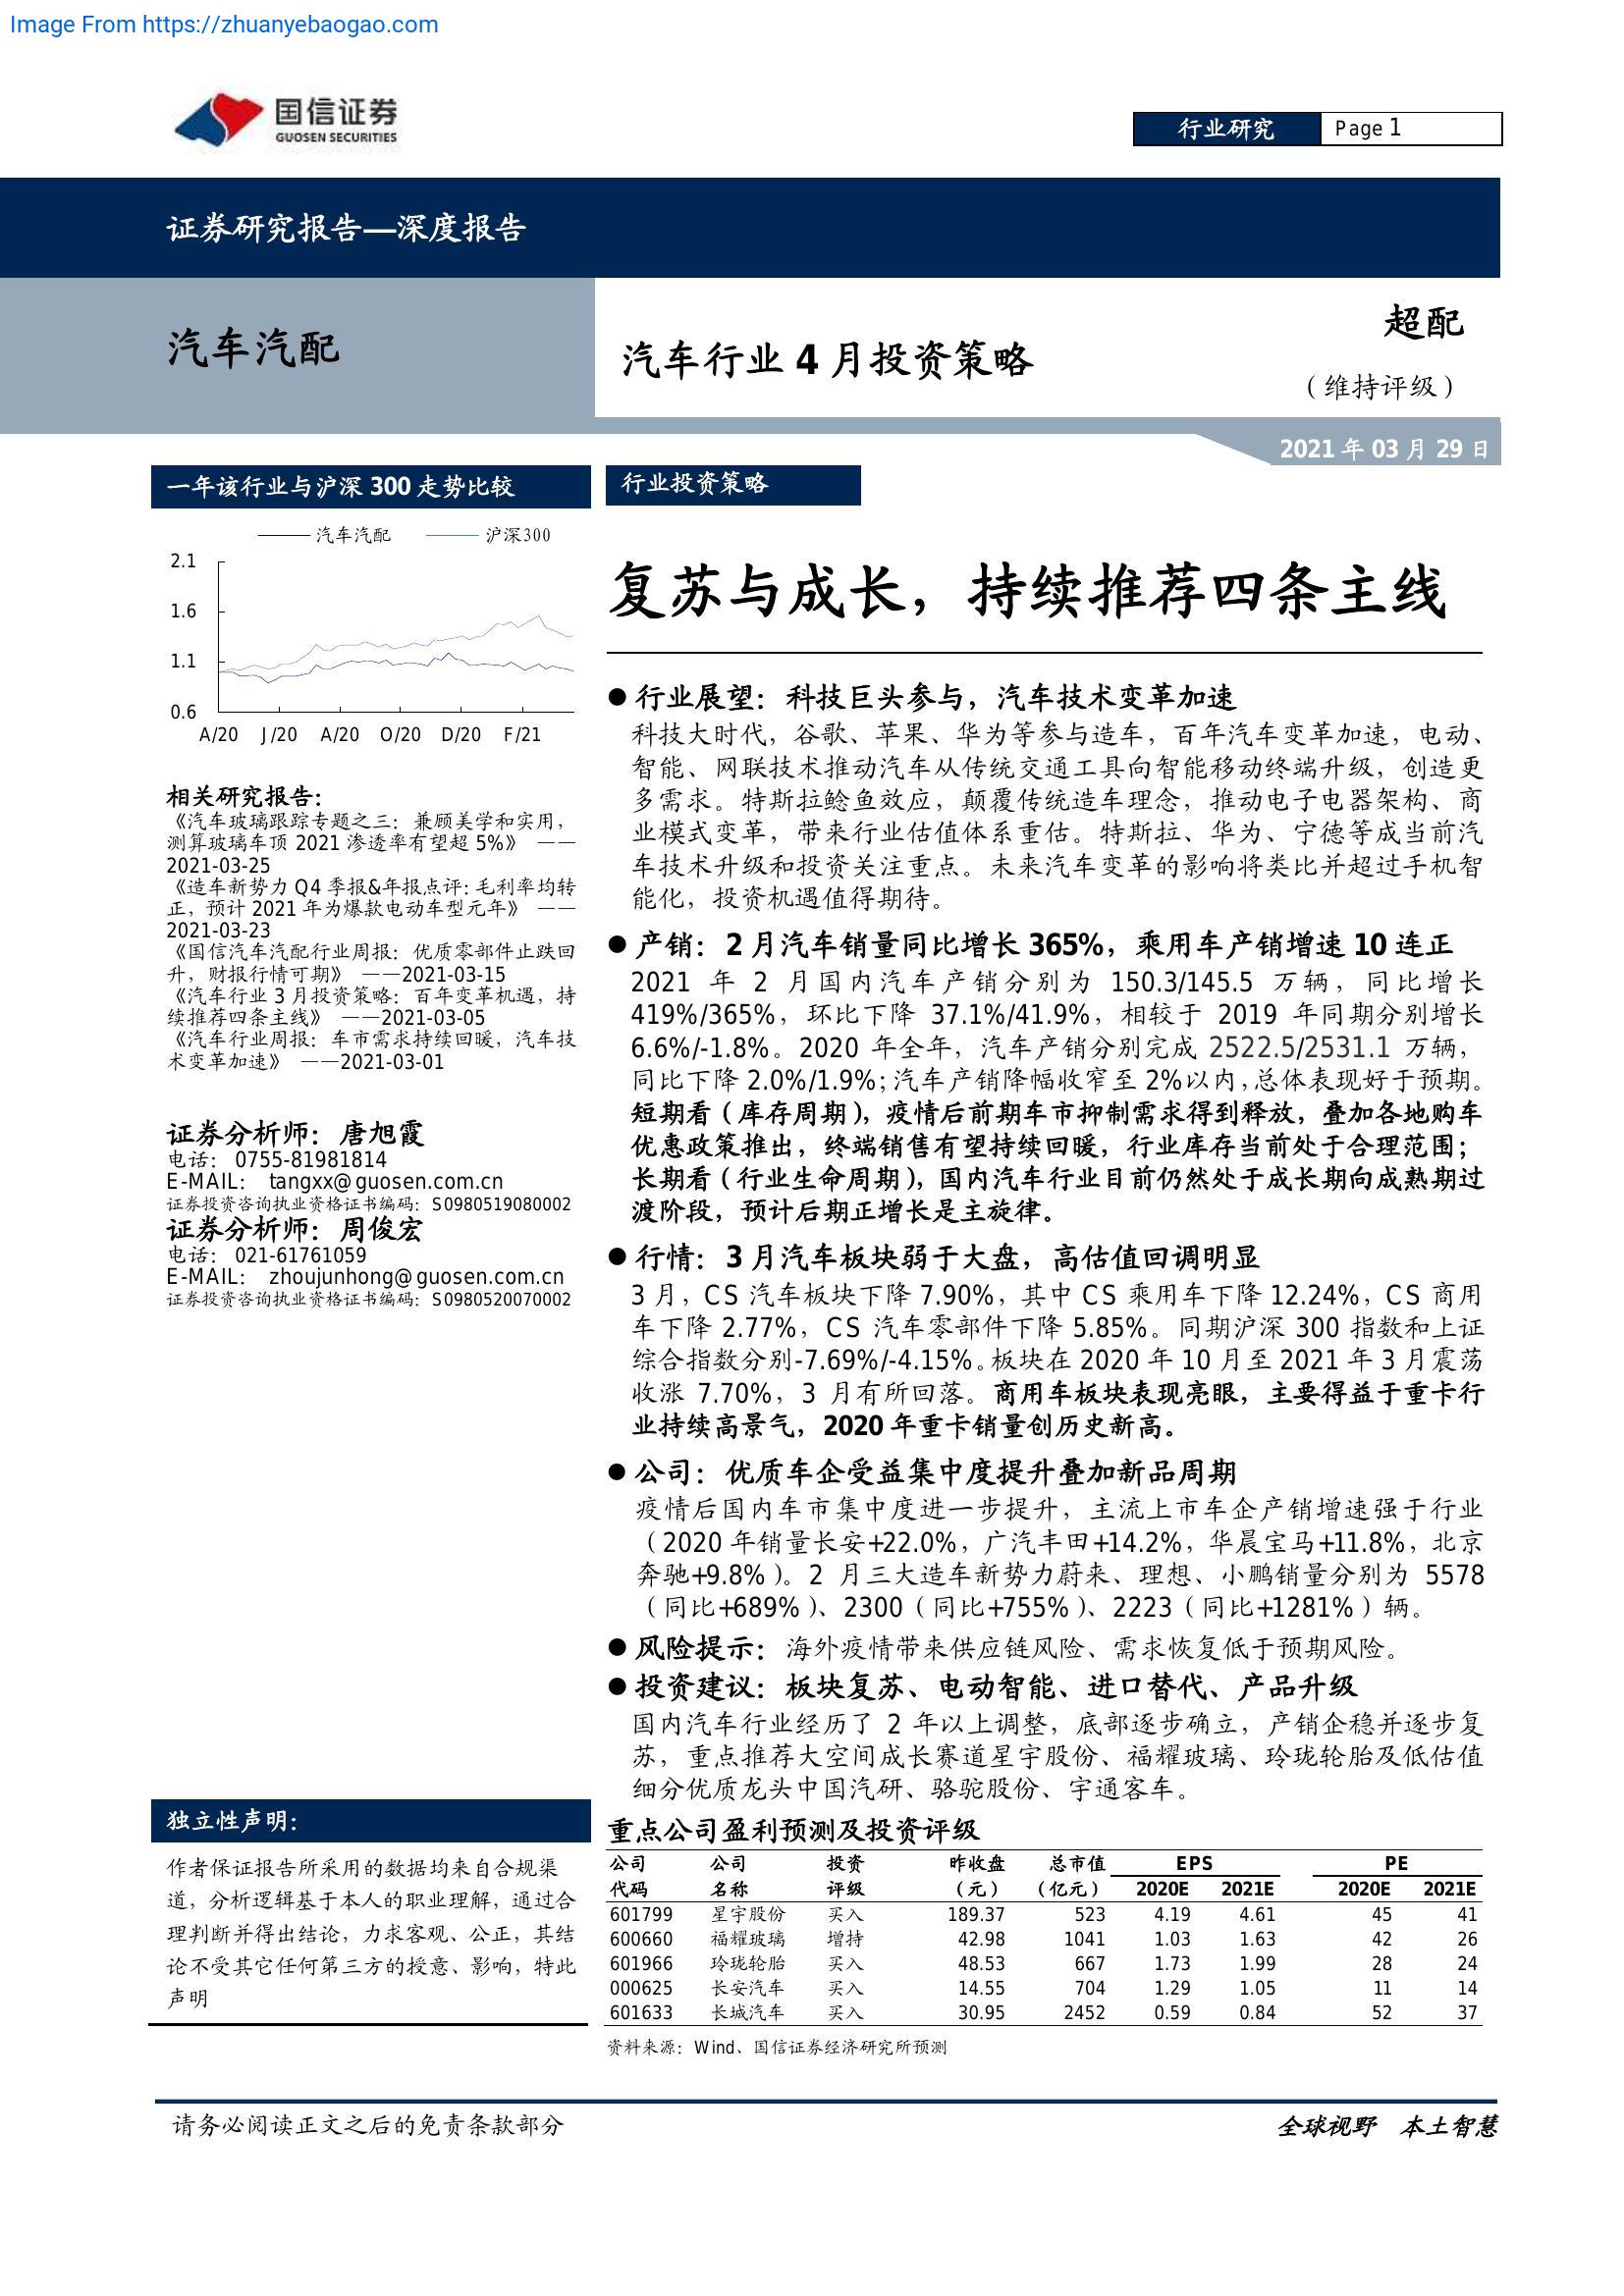 Image From https://zhuanyebaogao.com
国信证券
GUOSEN SECURITIES
行业研究
Page 1
证券研究报告—深度报告
汽车汽配
汽车行业 4 月投资策略
超配
（维持评级）
2021 年 03 月 29 日
一年该行业与沪深 300 走势比较
汽车汽配 沪深300
2.1
1.6
1.1
0.6
A/20 J/20 A/20 O/20 D/20 F/21
相关研究报告:
《汽车玻璃跟踪专题之三：兼顾美学和实用，
测算玻璃车顶 2021 渗透率有望超 5%》 ——
2021-03-25
《造车新势力 Q4 季报&年报点评：毛利率均转
正，预计 2021 年为爆款电动车型元年》 ——
2021-03-23
《国信汽车汽配行业周报：优质零部件止跌回
升，财报行情可期》 ——2021-03-15
《汽车行业 3 月投资策略：百年变革机遇，持
续推荐四条主线》 ——2021-03-05
《汽车行业周报：车市需求持续回暖，汽车技
术变革加速》 ——2021-03-01
证券分析师：唐旭霞
电话： 0755-81981814
E-MAIL： tangxx@guosen.com.cn
证券投资咨询执业资格证书编码：S0980519080002
证券分析师：周俊宏
电话： 021-61761059
E-MAIL： zhoujunhong@guosen.com.cn
证券投资咨询执业资格证书编码：S0980520070002
独立性声明：
作者保证报告所采用的数据均来自合规渠
道，分析逻辑基于本人的职业理解，通过合
理判断并得出结论，力求客观、公正，其结
论不受其它任何第三方的授意、影响，特此
声明
行业投资策略
复苏与成长，持续推荐四条主线
● 行业展望：科技巨头参与，汽车技术变革加速
科技大时代，谷歌、苹果、华为等参与造车，百年汽车变革加速，电动、
智能、网联技术推动汽车从传统交通工具向智能移动终端升级，创造更
多需求。特斯拉鲶鱼效应，颠覆传统造车理念，推动电子电器架构、商
业模式变革，带来行业估值体系重估。特斯拉、华为、宁德等成当前汽
车技术升级和投资关注重点。未来汽车变革的影响将类比并超过手机智
能化，投资机遇值得期待。
● 产销：2 月汽车销量同比增长 365%，乘用车产销增速 10 连正
2021 年 2 月国内汽车产销分别为 150.3/145.5 万辆，同比增长
419%/365%，环比下降 37.1%/41.9%，相较于 2019 年同期分别增长
6.6%/-1.8%。2020 年全年，汽车产销分别完成 2522.5/2531.1 万辆，
同比下降 2.0%/1.9%；汽车产销降幅收窄至 2%以内，总体表现好于预期。
短期看（库存周期），疫情后前期车市抑制需求得到释放，叠加各地购车
优惠政策推出，终端销售有望持续回暖，行业库存当前处于合理范围；
长期看（行业生命周期），国内汽车行业目前仍然处于成长期向成熟期过
渡阶段，预计后期正增长是主旋律。
● 行情：3 月汽车板块弱于大盘，高估值回调明显
3 月，CS 汽车板块下降 7.90%，其中 CS 乘用车下降 12.24%，CS 商用
车下降 2.77%，CS 汽车零部件下降 5.85%。同期沪深 300 指数和上证
综合指数分别-7.69%/-4.15%。板块在 2020 年 10 月至 2021 年 3 月震荡
收涨 7.70%，3 月有所回落。商用车板块表现亮眼，主要得益于重卡行
业持续高景气，2020 年重卡销量创历史新高。
● 公司：优质车企受益集中度提升叠加新品周期
疫情后国内车市集中度进一步提升，主流上市车企产销增速强于行业
（2020 年销量长安+22.0%，广汽丰田+14.2%，华晨宝马+11.8%，北京
奔驰+9.8%）。2 月三大造车新势力蔚来、理想、小鹏销量分别为 5578
（同比+689%）、2300（同比+755%）、2223（同比+1281%）辆。
● 风险提示：海外疫情带来供应链风险、需求恢复低于预期风险。
● 投资建议：板块复苏、电动智能、进口替代、产品升级
国内汽车行业经历了 2 年以上调整，底部逐步确立，产销企稳并逐步复
苏，重点推荐大空间成长赛道星宇股份、福耀玻璃、玲珑轮胎及低估值
细分优质龙头中国汽研、骆驼股份、宇通客车。
重点公司盈利预测及投资评级
公司 公司 投资 昨收盘 总市值 EPS PE
代码 名称 评级 （元） （亿元） 2020E 2021E 2020E 2021E
601799 星宇股份 买入 189.37 523 4.19 4.61 45 41
600660 福耀玻璃 增持 42.98 1041 1.03 1.63 42 26
601966 玲珑轮胎 买入 48.53 667 1.73 1.99 28 24
000625 长安汽车 买入 14.55 704 1.29 1.05 11 14
601633 长城汽车 买入 30.95 2452 0.59 0.84 52 37
资料来源：Wind、国信证券经济研究所预测
请务必阅读正文之后的免责条款部分
全球视野 本土智慧